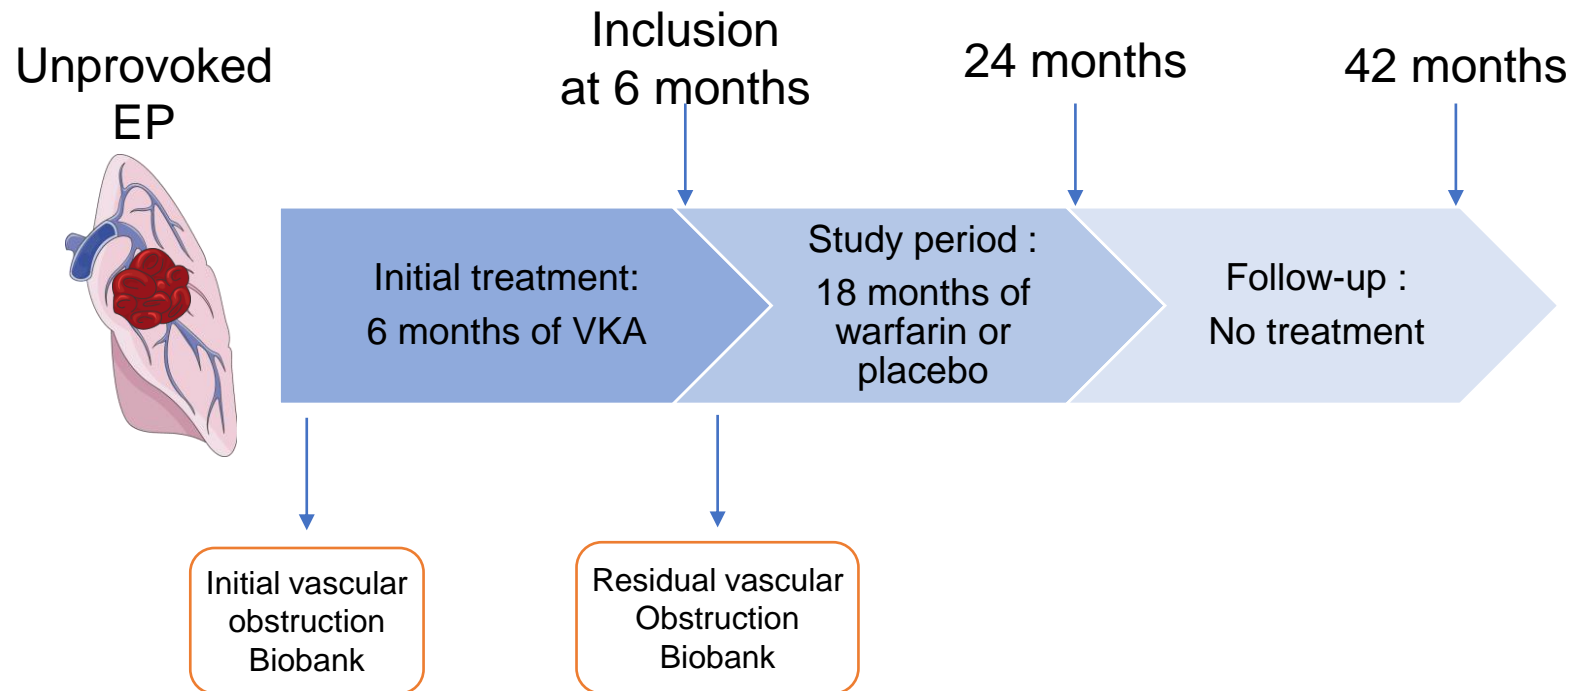 Unprovoked
EP
Inclusion
at 6 months
24 months
42 months
Initial treatment:
6 months of VKA
Study period :
18 months of
warfarin or
placebo
Follow-up :
No treatment
Initial vascular
obstruction
Biobank
Residual vascular
Obstruction
Biobank